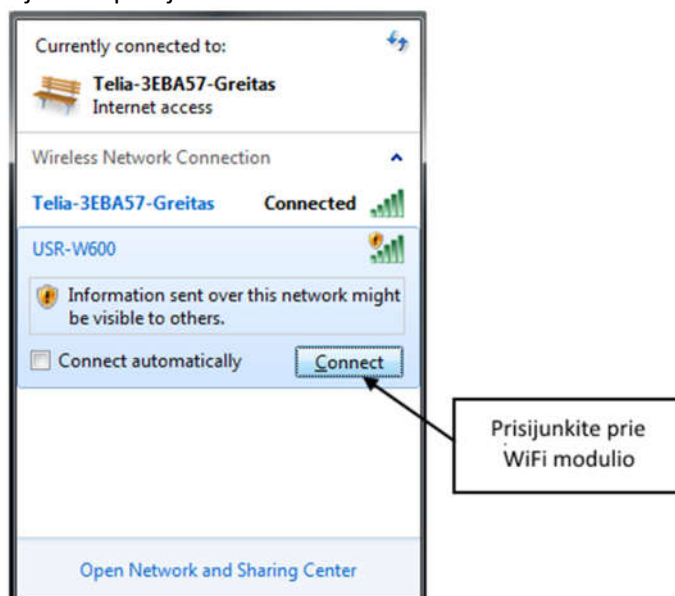 Currently connected to:
Telia-3EBA57-Greitas
Internet access
Wireless Network Connection
Telia-3EBA57-Greitas Connected
USR-W600
Information sent over this network might
be visible to others.
Connect automatically Connect
Prisijunkite prie
WiFi modulio
Open Network and Sharing Center